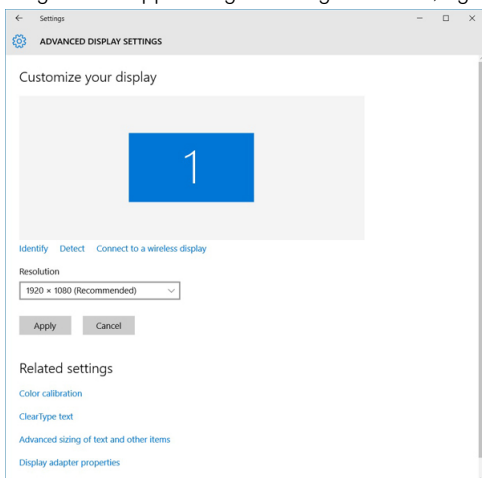 Settings
ADVANCED DISPLAY SETTINGS
Customize your display
1
Identify Detect Connect to a wireless display
Resolution
1920 × 1080 (Recommended)
Apply Cancel
Related settings
Color calibration
ClearType text
Advanced sizing of text and other items
Display adapter properties